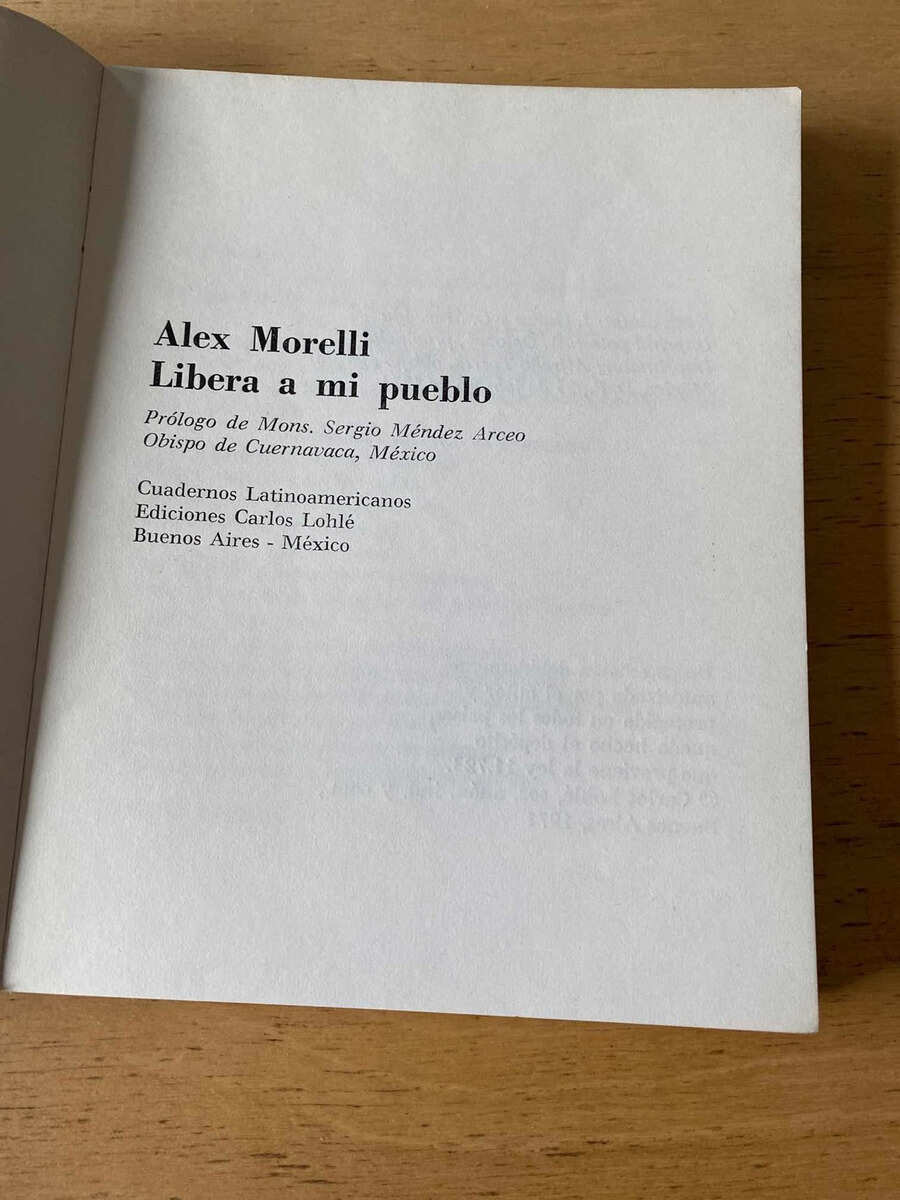 Alex Morelli
Libera a mi pueblo
Prólogo de Mons. Sergio Méndez Arceo
Obispo de Cuernavaca, México
Cuadernos Latinoamericanos
Ediciones Carlos Lohlé
Buenos Aires - México